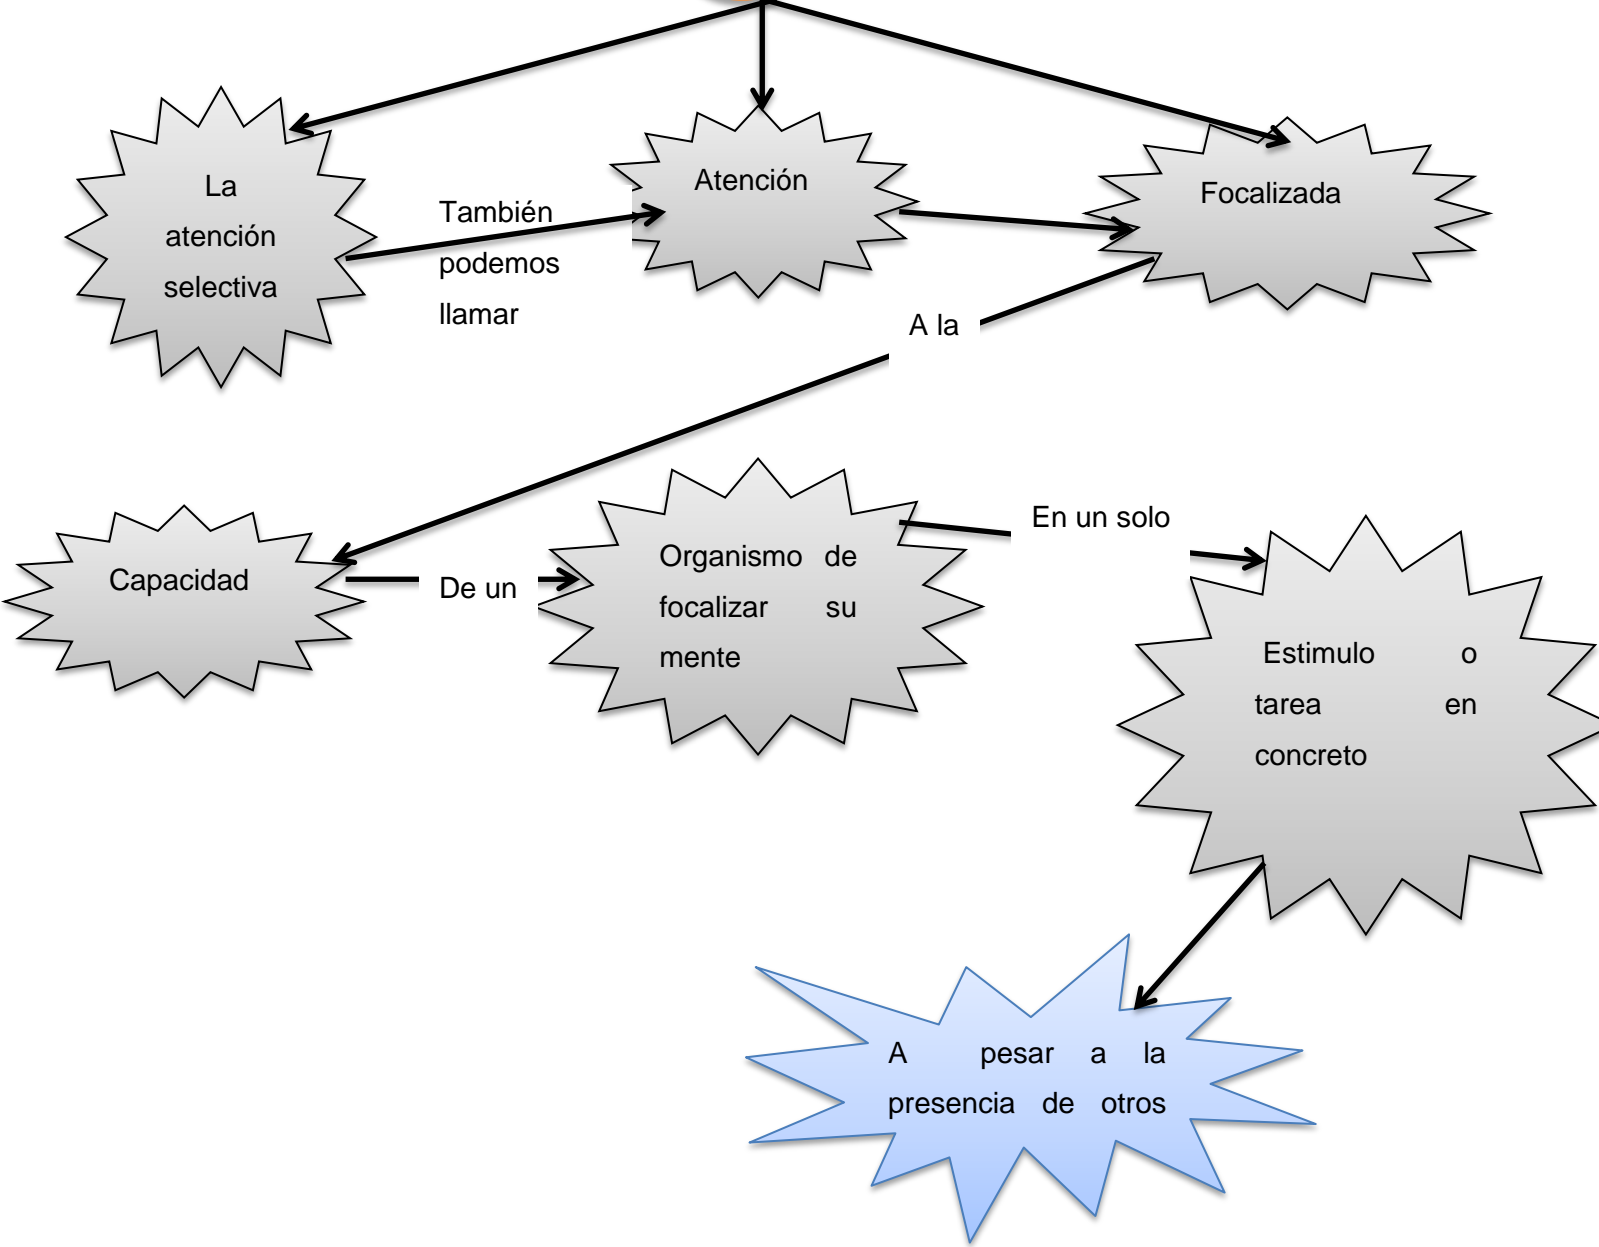 La
atención
selectiva
También
podemos
llamar
Atención
Focalizada
A la
Capacidad
De un
Organismo de
focalizar su
mente
En un solo
Estimulo o
tarea en
concreto
A pesar a la
presencia de otros